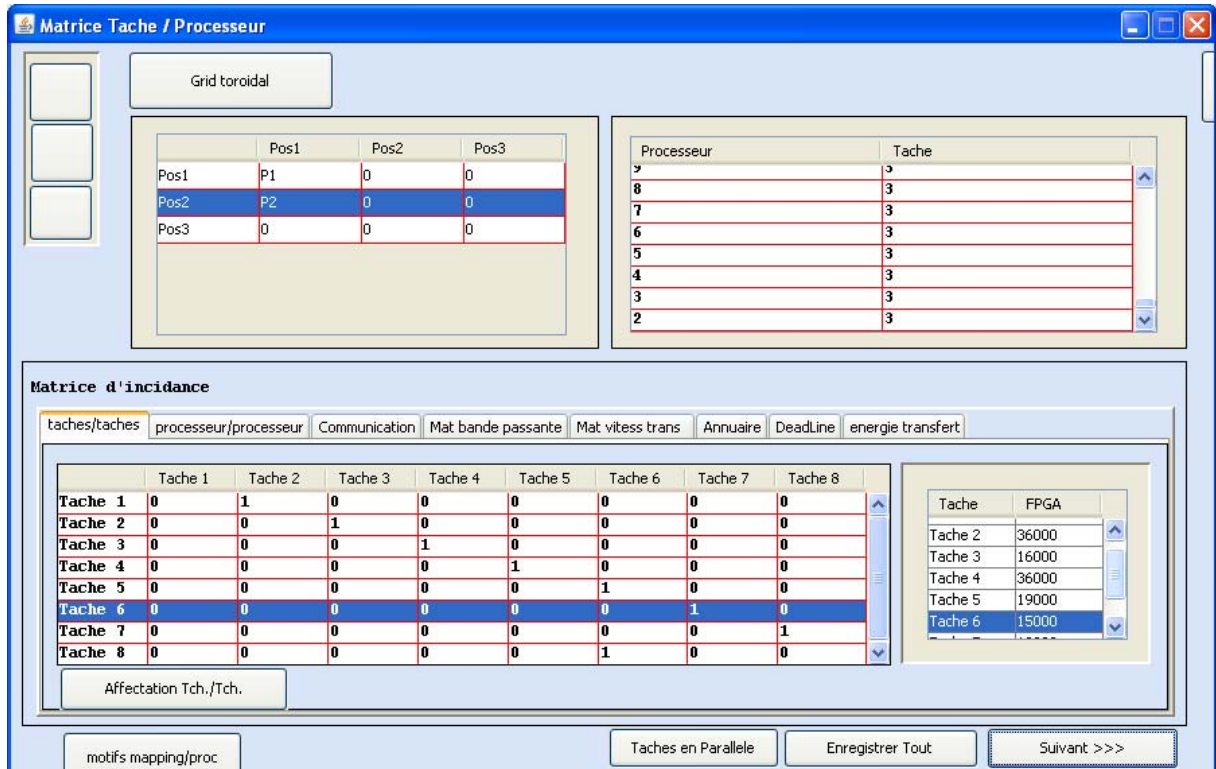 Matrice Tache / Processeur
Grid toroidal
Pos1 Pos2 Pos3
Pos1 P1 0 0
Pos2 P2 0 0
Pos3 0 0 0
Processeur Tache
9 3
8 3
7 3
6 3
5 3
4 3
3 3
2 3
Matrice d'incidance
taches/taches processeur/processeur Communication Mat bande passante Mat vitess trans Annuaire DeadLine energie transfert
Tache 1 Tache 2 Tache 3 Tache 4 Tache 5 Tache 6 Tache 7 Tache 8
Tache 1 0 1 0 0 0 0 0 0
Tache 2 0 0 1 0 0 0 0 0
Tache 3 0 0 0 1 0 0 0 0
Tache 4 0 0 0 0 1 0 0 0
Tache 5 0 0 0 0 0 1 0 0
Tache 6 0 0 0 0 0 0 1 0
Tache 7 0 0 0 0 0 0 0 1
Tache 8 0 0 0 0 0 1 0 0
Tache FPGA
Tache 2 36000
Tache 3 16000
Tache 4 36000
Tache 5 19000
Tache 6 15000
Affectation Tch./Tch.
motifs mapping/proc
Taches en Parallele
Enregistrer Tout
Suivant >>>